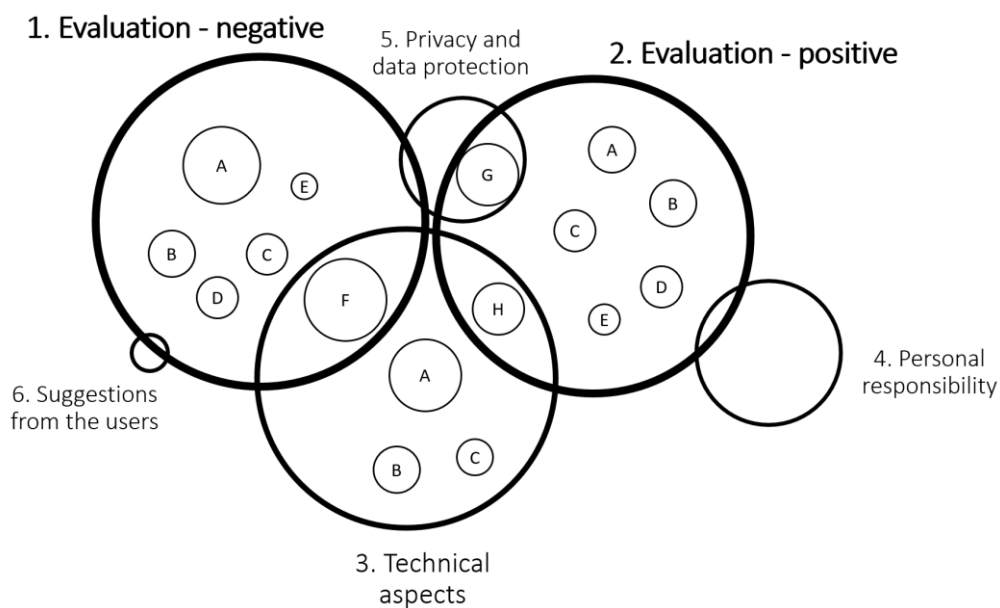 1. Evaluation - negative
5. Privacy and
data protection
2. Evaluation - positive
A
E
B
C
D
F
G
A
B
C
D
E
H
A
B
C
6. Suggestions
from the users
4. Personal
responsibility
3. Technical
aspects